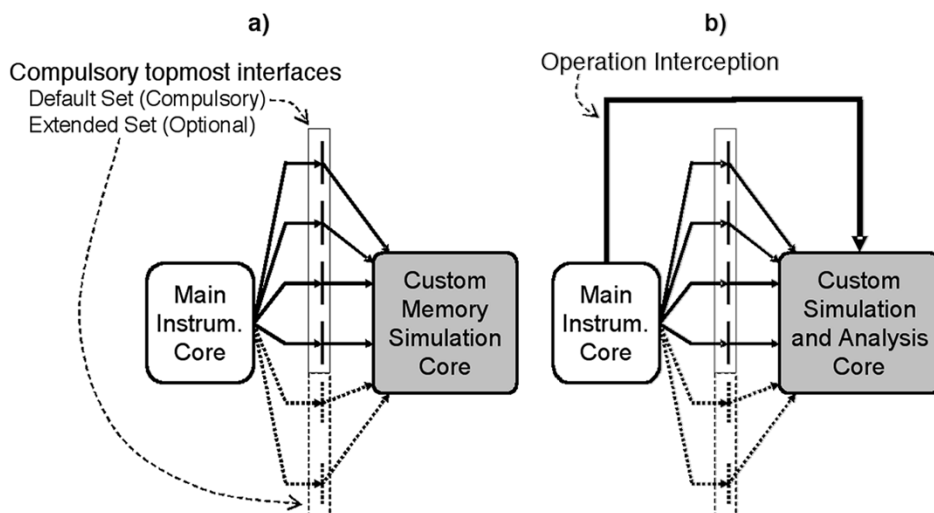 a)
Compulsory topmost interfaces
Default Set (Compulsory)
Extended Set (Optional)
Main
Instrum.
Core
Custom
Memory
Simulation
Core
b)
Operation Interception
Main
Instrum.
Core
Custom
Simulation
and Analysis
Core